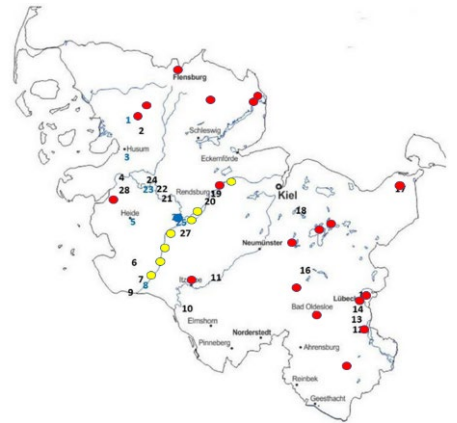 Flensburg
1
2
Schleswig
Husum
3
Eckernförde
4
24
23
22
28
Rendsburg
21
19
17
Kiel
20
18
Heide
5
27
Neumünster
6
16
11
7
8
9
Lübeck
10
Bad Oldesloe
14
Elmshorn
13
Norderstedt
12
Pinneberg
Ahrensburg
Reinbek
Geesthacht